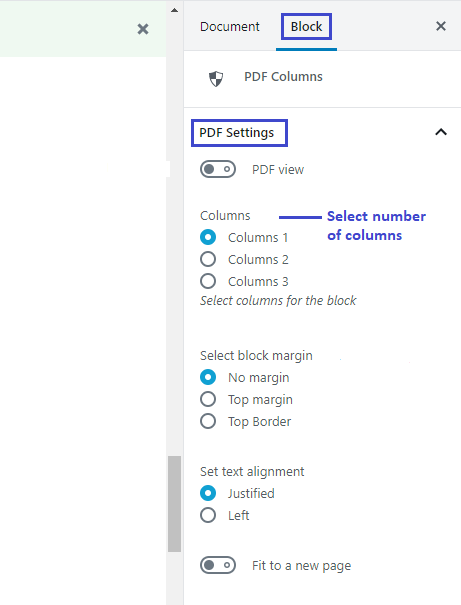 Document Block
PDF Columns
PDF Settings
PDF view
Columns
Select number
of columns
Columns 1
Columns 2
Columns 3
Select columns for the block
Select block margin
No margin
Top margin
Top Border
Set text alignment
Justified
Left
Fit to a new page